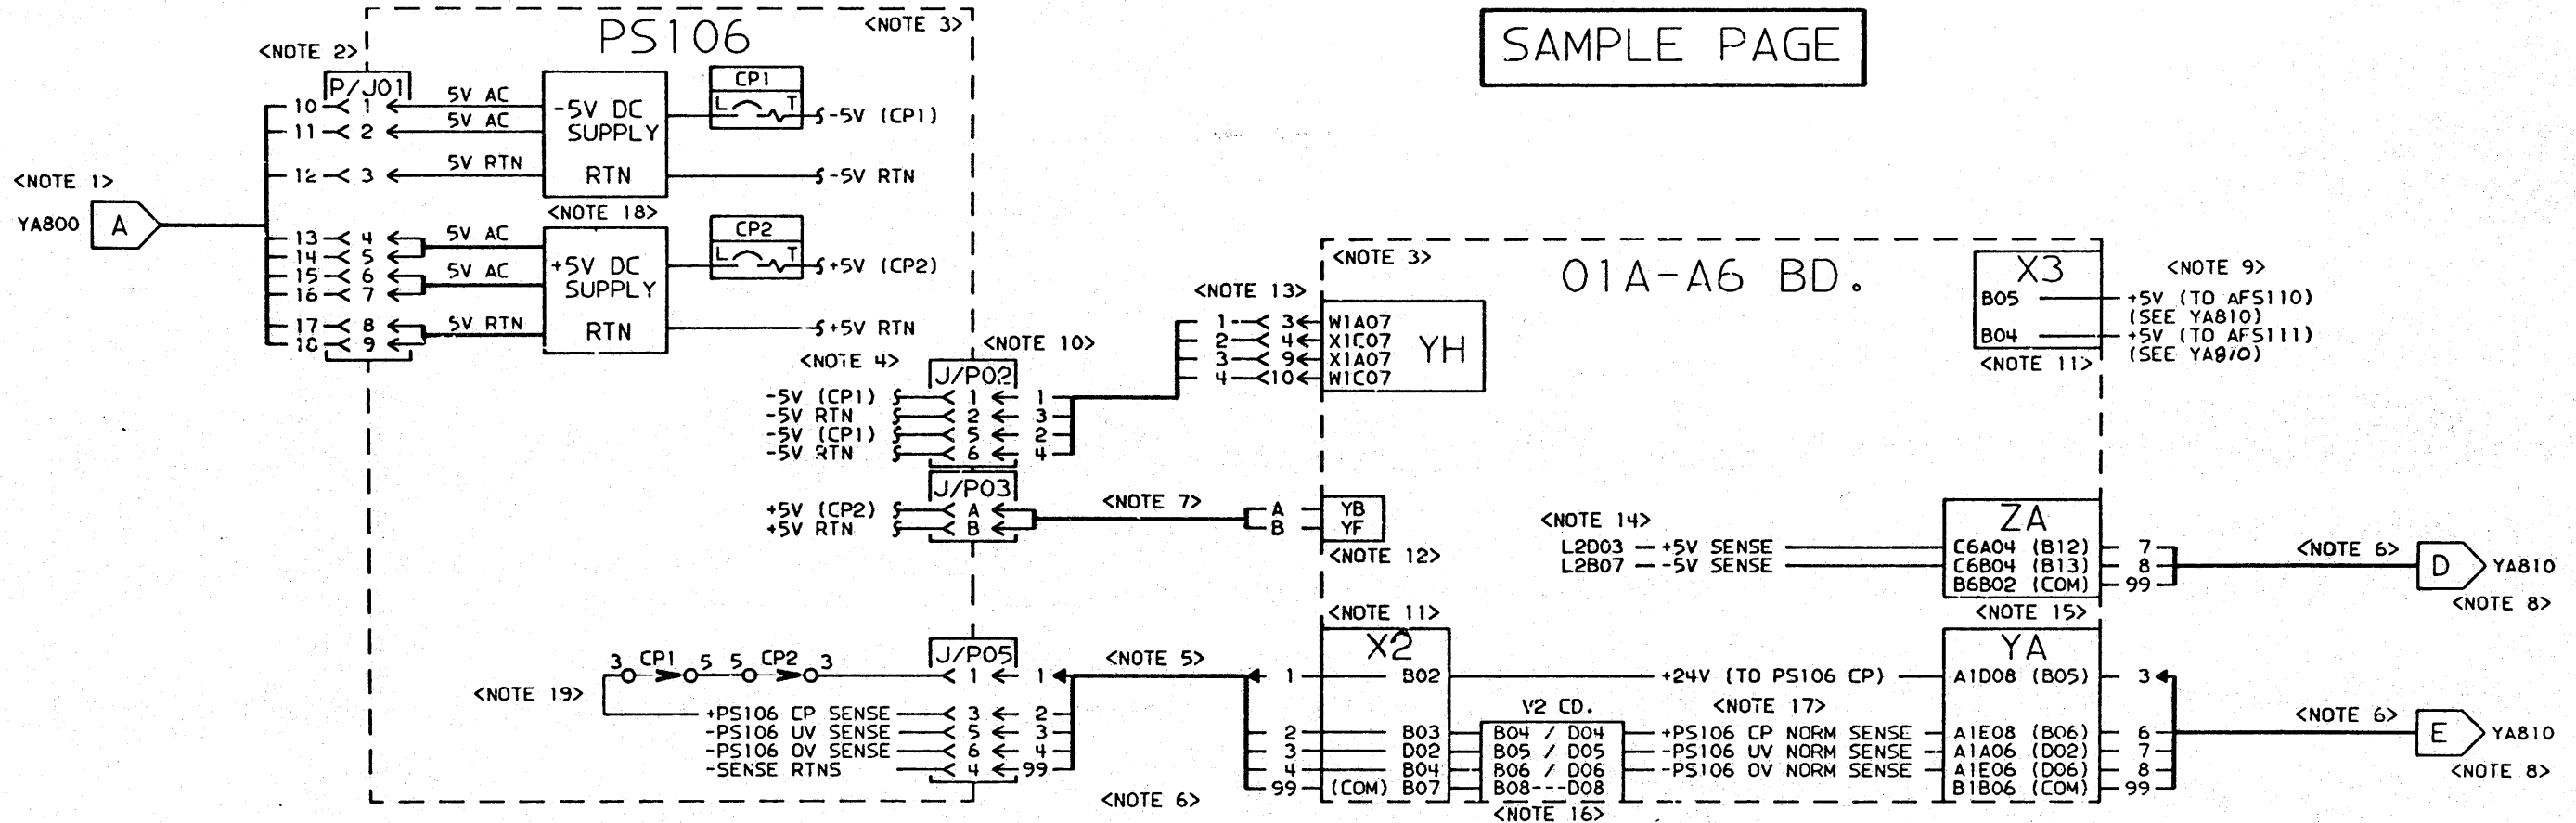 SAMPLE PAGE
<NOTE 2>
PS106
<NOTE 3>
P/J01
10 1 5V AC
11 2 5V AC
12 3 5V RTN
-5V DC
SUPPLY
RTN
CP1
L T
-5V (CP1)
-5V RTN
<NOTE 1>
YA800 A
<NOTE 18>
13 4 5V AC
14 5
15 6 5V AC
16 7
17 8 5V RTN
18 9
+5V DC
SUPPLY
RTN
CP2
L T
+5V (CP2)
+5V RTN
<NOTE 4>
<NOTE 10>
J/P02
-5V (CP1) 1 1
-5V RTN 2 3
-5V (CP1) 5 2
-5V RTN 6 4
J/P03
+5V (CP2) A
+5V RTN B
<NOTE 7>
A YB
B YF
<NOTE 12>
<NOTE 13>
<NOTE 3>
01A-A6 BD.
1 3 W1A07
2 4 X1C07
3 9 X1A07
4 10 W1C07
YH
X3
B05
B04
<NOTE 11>
<NOTE 9>
+5V (TO AFS110)
(SEE YA810)
+5V (TO AFS111)
(SEE YA810)
<NOTE 14>
L2D03 +5V SENSE
L2B07 -5V SENSE
ZA
C6A04 (B12) 7
C6B04 (B13) 8
B6B02 (COM) 99
<NOTE 6>
D YA810
<NOTE 8>
<NOTE 19>
3 CP1 5 5 CP2 3
J/P05
1 1
+PS106 CP SENSE 3 2
-PS106 UV SENSE 5 3
-PS106 OV SENSE 6 4
-SENSE RTNS 4 99
<NOTE 5>
<NOTE 6>
<NOTE 11>
X2
1 B02
2 B03
3 D02
4 B04
99 (COM) B07
V2 CD.
B04 / D04
B05 / D05
B06 / D06
B08---D08
<NOTE 16>
+24V (TO PS106 CP)
<NOTE 17>
+PS106 CP NORM SENSE
-PS106 UV NORM SENSE
-PS106 OV NORM SENSE
<NOTE 15>
YA
A1D08 (B05) 3
A1E08 (B06) 6
A1A06 (D02) 7
A1E06 (D06) 8
B1B06 (COM) 99
<NOTE 6>
E YA810
<NOTE 8>